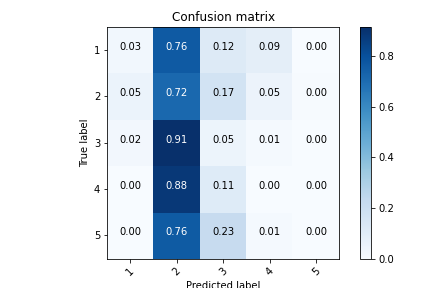 Confusion matrix
1 0.03 0.76 0.12 0.09 0.00
2 0.05 0.72 0.17 0.05 0.00
3 0.02 0.91 0.05 0.01 0.00
4 0.00 0.88 0.11 0.00 0.00
5 0.00 0.76 0.23 0.01 0.00
True label
1 2 3 4 5
Predicted label
0.8
0.6
0.4
0.2
0.0